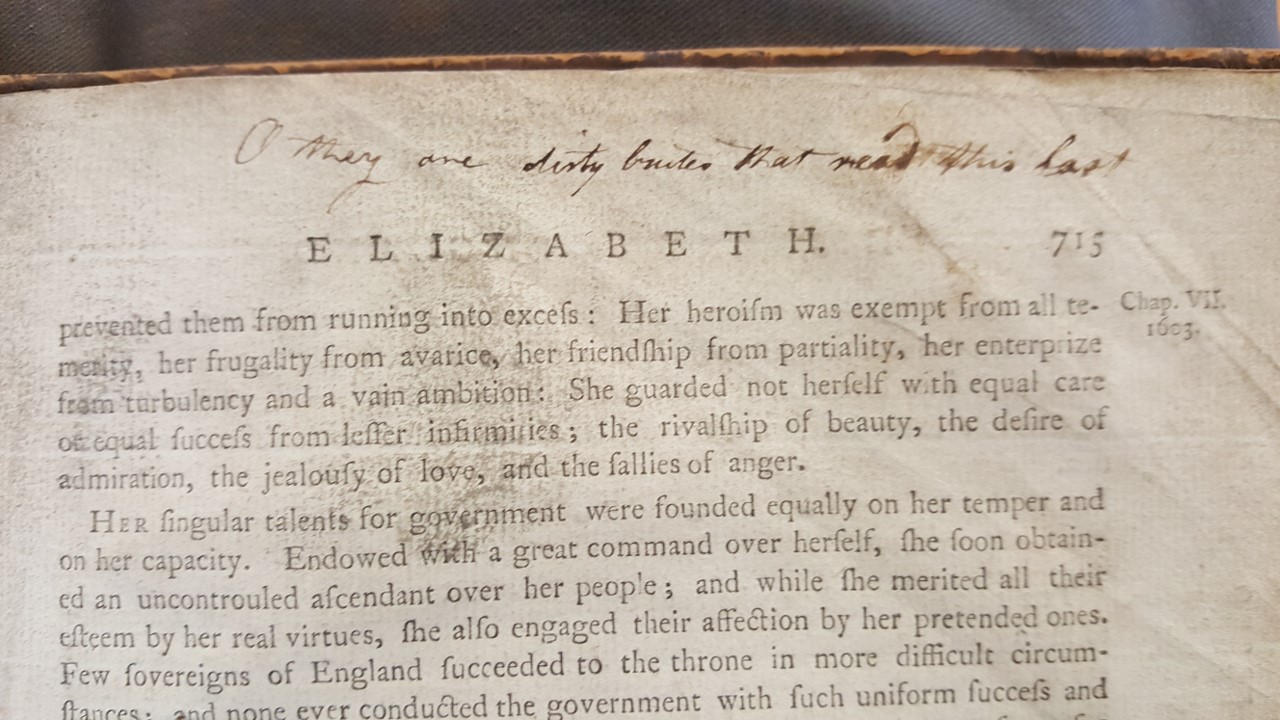 O they are dirty brutes that read this last
ELIZABETH. 715
prevented them from running into exceſs: Her heroiſm was exempt from all te-
Chap. VII.
1603.
merity, her frugality from avarice, her friendſhip from partiality, her enterprize
from turbulency and a vain ambition: She guarded not herſelf with equal care
or equal ſucceſs from leſſer infirmities; the rivalſhip of beauty, the deſire of
admiration, the jealouſy of love, and the ſallies of anger.
HER ſingular talents for government were founded equally on her temper and
on her capacity. Endowed with a great command over herſelf, ſhe ſoon obtain-
ed an uncontrouled aſcendant over her people; and while ſhe merited all their
eſteem by her real virtues, ſhe alſo engaged their affection by her pretended ones.
Few ſovereigns of England ſucceeded to the throne in more difficult circum-
ſtances; and none ever conducted the government with ſuch uniform ſucceſs and